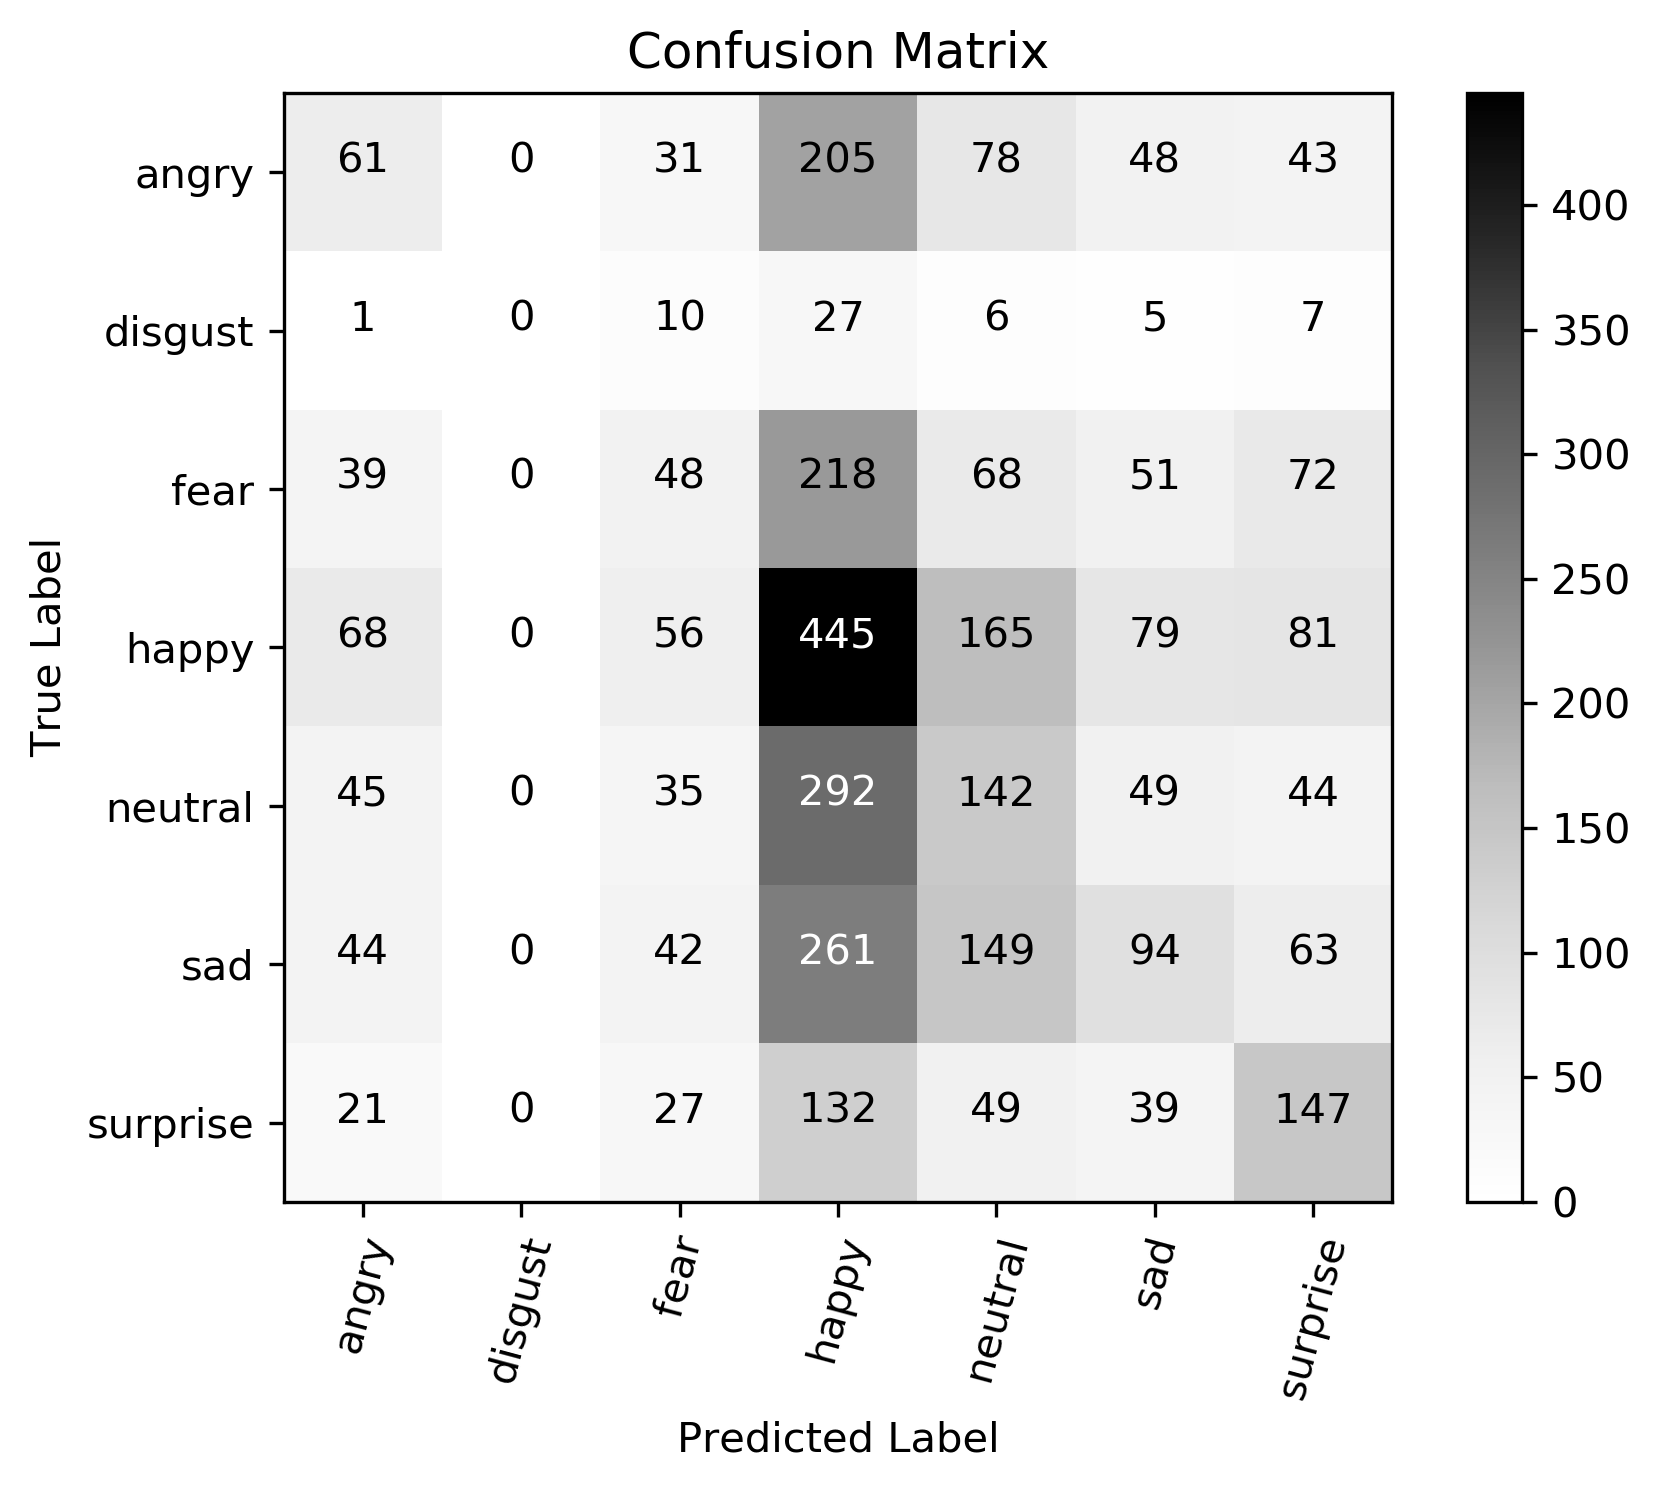 Confusion Matrix
angry 61 0 31 205 78 48 43
disgust 1 0 10 27 6 5 7
fear 39 0 48 218 68 51 72
happy 68 0 56 445 165 79 81
neutral 45 0 35 292 142 49 44
sad 44 0 42 261 149 94 63
surprise 21 0 27 132 49 39 147
True Label
angry disgust fear happy neutral sad surprise
Predicted Label
400
350
300
250
200
150
100
50
0